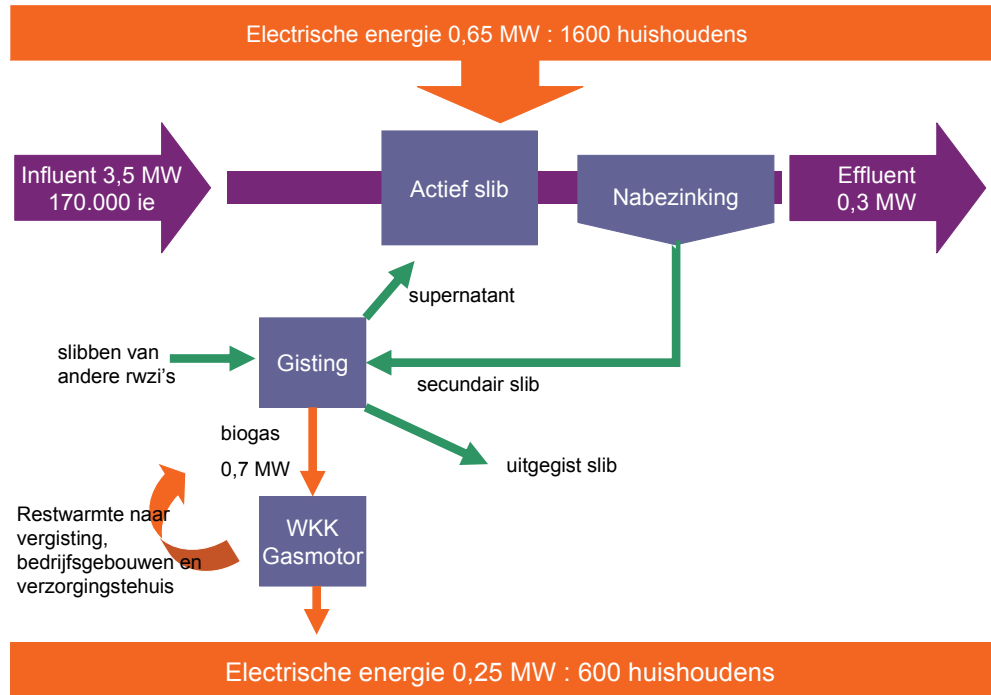 Electrische energie 0,65 MW : 1600 huishoudens
Influent 3,5 MW
170.000 ie
Actief slib
Nabezinking
Effluent
0,3 MW
supernatant
slibben van
andere rwzi's
Gisting
secundair slib
biogas
0,7 MW
uitgegist slib
Restwarmte naar
vergisting,
bedrijfsgebouwen en
verzorgingstehuis
WKK
Gasmotor
Electrische energie 0,25 MW : 600 huishoudens